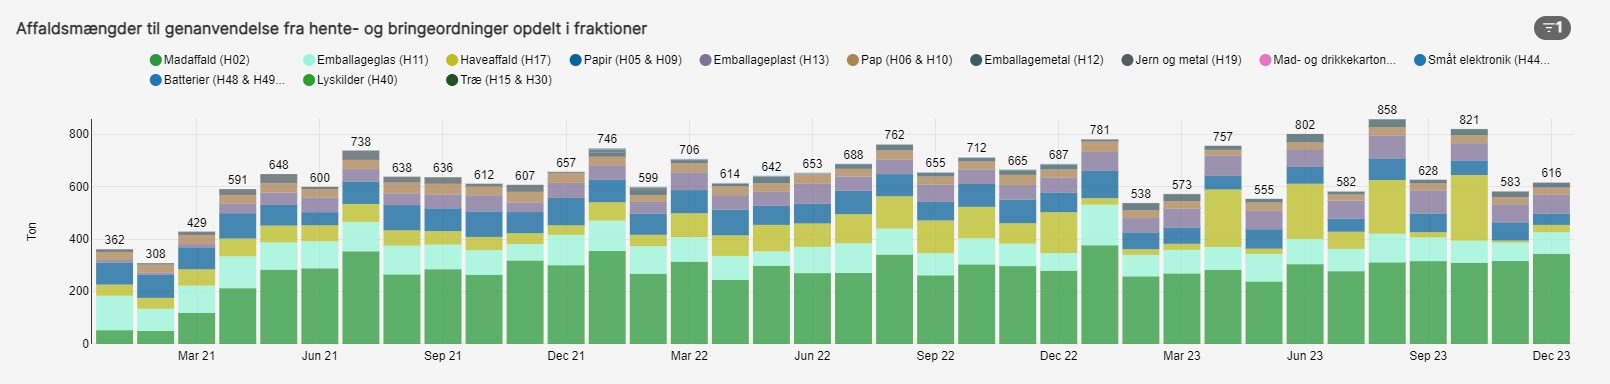 Affaldsmængder til genanvendelse fra hente- og bringeordninger opdelt i fraktioner
1
Madaffald (H02) Emballageglas (H11) Haveaffald (H17) Papir (H05 & H09) Emballageplast (H13) Pap (H06 & H10) Emballagemetal (H12) Jern og metal (H19) Mad- og drikkekarton... Småt elektronik (H44...
Batterier (H48 & H49... Lyskilder (H40) Træ (H15 & H30)
Ton
800
600
400
200
0
362 308 429 591 648 600 738 638 636 612 607 657 746 599 706 614 642 653 688 762 655 712 665 687 781 538 573 757 555 802 582 858 628 821 583 616
Mar 21 Jun 21 Sep 21 Dec 21 Mar 22 Jun 22 Sep 22 Dec 22 Mar 23 Jun 23 Sep 23 Dec 23